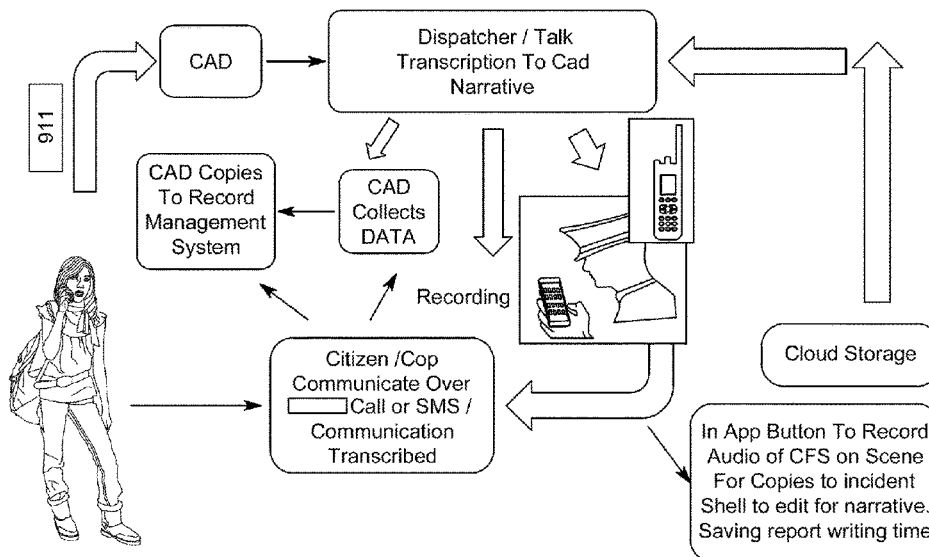 911
CAD
Dispatcher / Talk
Transcription To Cad
Narrative
CAD Copies
To Record
Management
System
CAD
Collects
DATA
Recording
Citizen /Cop
Communicate Over
Call or SMS /
Communication
Transcribed
Cloud Storage
In App Button To Record
Audio of CFS on Scene
For Copies to incident
Shell to edit for narrative.
Saving report writing time